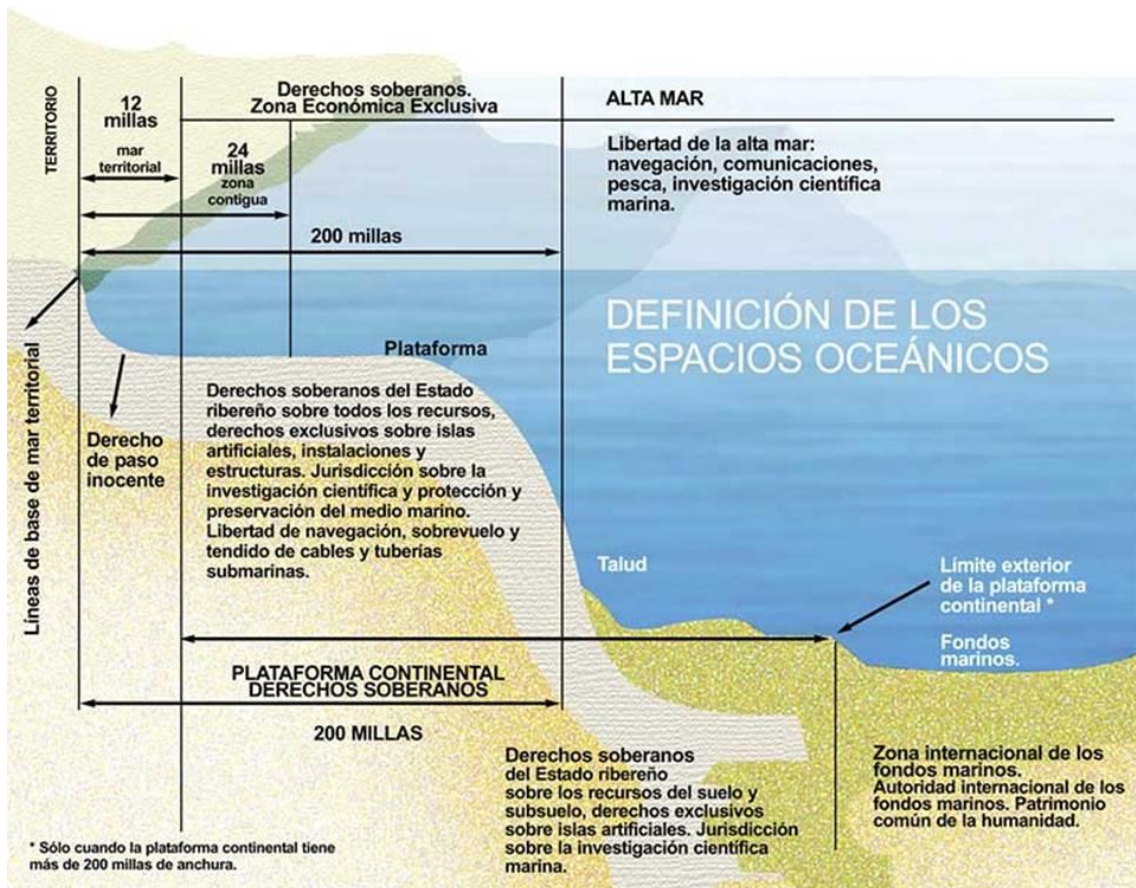 TERRITORIO
12
millas
mar
territorial
Derechos soberanos.
Zona Económica Exclusiva
24
millas
zona
contigua
200 millas
ALTA MAR
Libertad de la alta mar:
navegación, comunicaciones,
pesca, investigación científica
marina.
DEFINICIÓN DE LOS
ESPACIOS OCEÁNICOS
Líneas de base de mar territorial
Derecho
de paso
inocente
Plataforma
Derechos soberanos del Estado
ribereño sobre todos los recursos,
derechos exclusivos sobre islas
artificiales, instalaciones y
estructuras. Jurisdicción sobre la
investigación científica y protección y
preservación del medio marino.
Libertad de navegación, sobrevuelo y
tendido de cables y tuberías
submarinas.
Talud
Límite exterior
de la plataforma
continental *
Fondos
marinos.
PLATAFORMA CONTINENTAL
DERECHOS SOBERANOS
200 MILLAS
Derechos soberanos
del Estado ribereño
sobre los recursos del suelo y
subsuelo, derechos exclusivos
sobre islas artificiales. Jurisdicción
sobre la investigación científica
marina.
Zona internacional de los
fondos marinos.
Autoridad internacional de los
fondos marinos. Patrimonio
común de la humanidad.
* Sólo cuando la plataforma continental tiene
más de 200 millas de anchura.